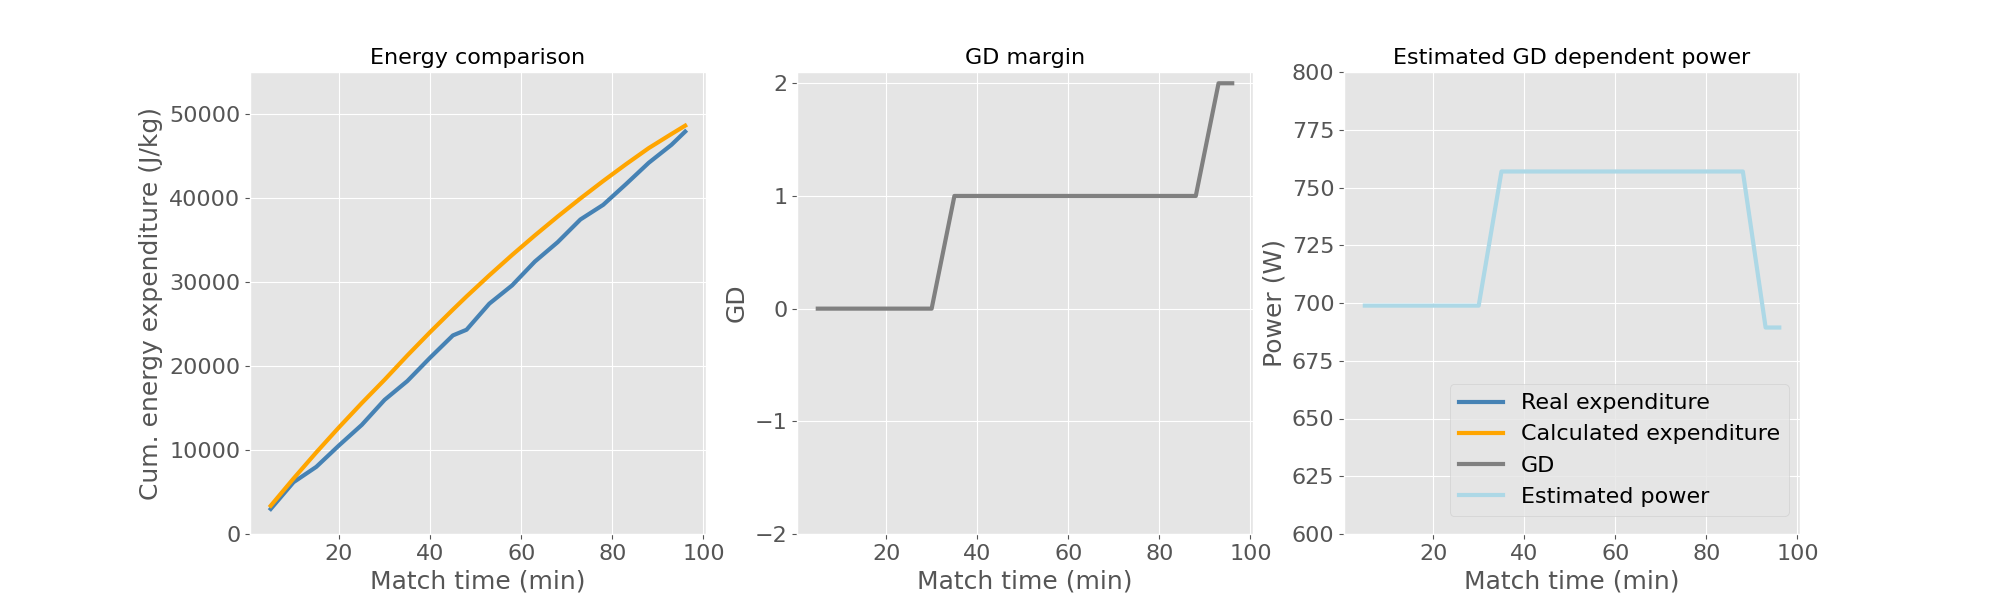 Energy comparison
GD margin
Estimated GD dependent power
Cum. energy expenditure (J/kg)
50000
40000
30000
20000
10000
0
20
40
60
80
100
Match time (min)
GD
2
1
0
−1
−2
20
40
60
80
100
Match time (min)
Power (W)
800
775
750
725
700
675
650
625
600
20
40
60
80
100
Match time (min)
Real expenditure
Calculated expenditure
GD
Estimated power